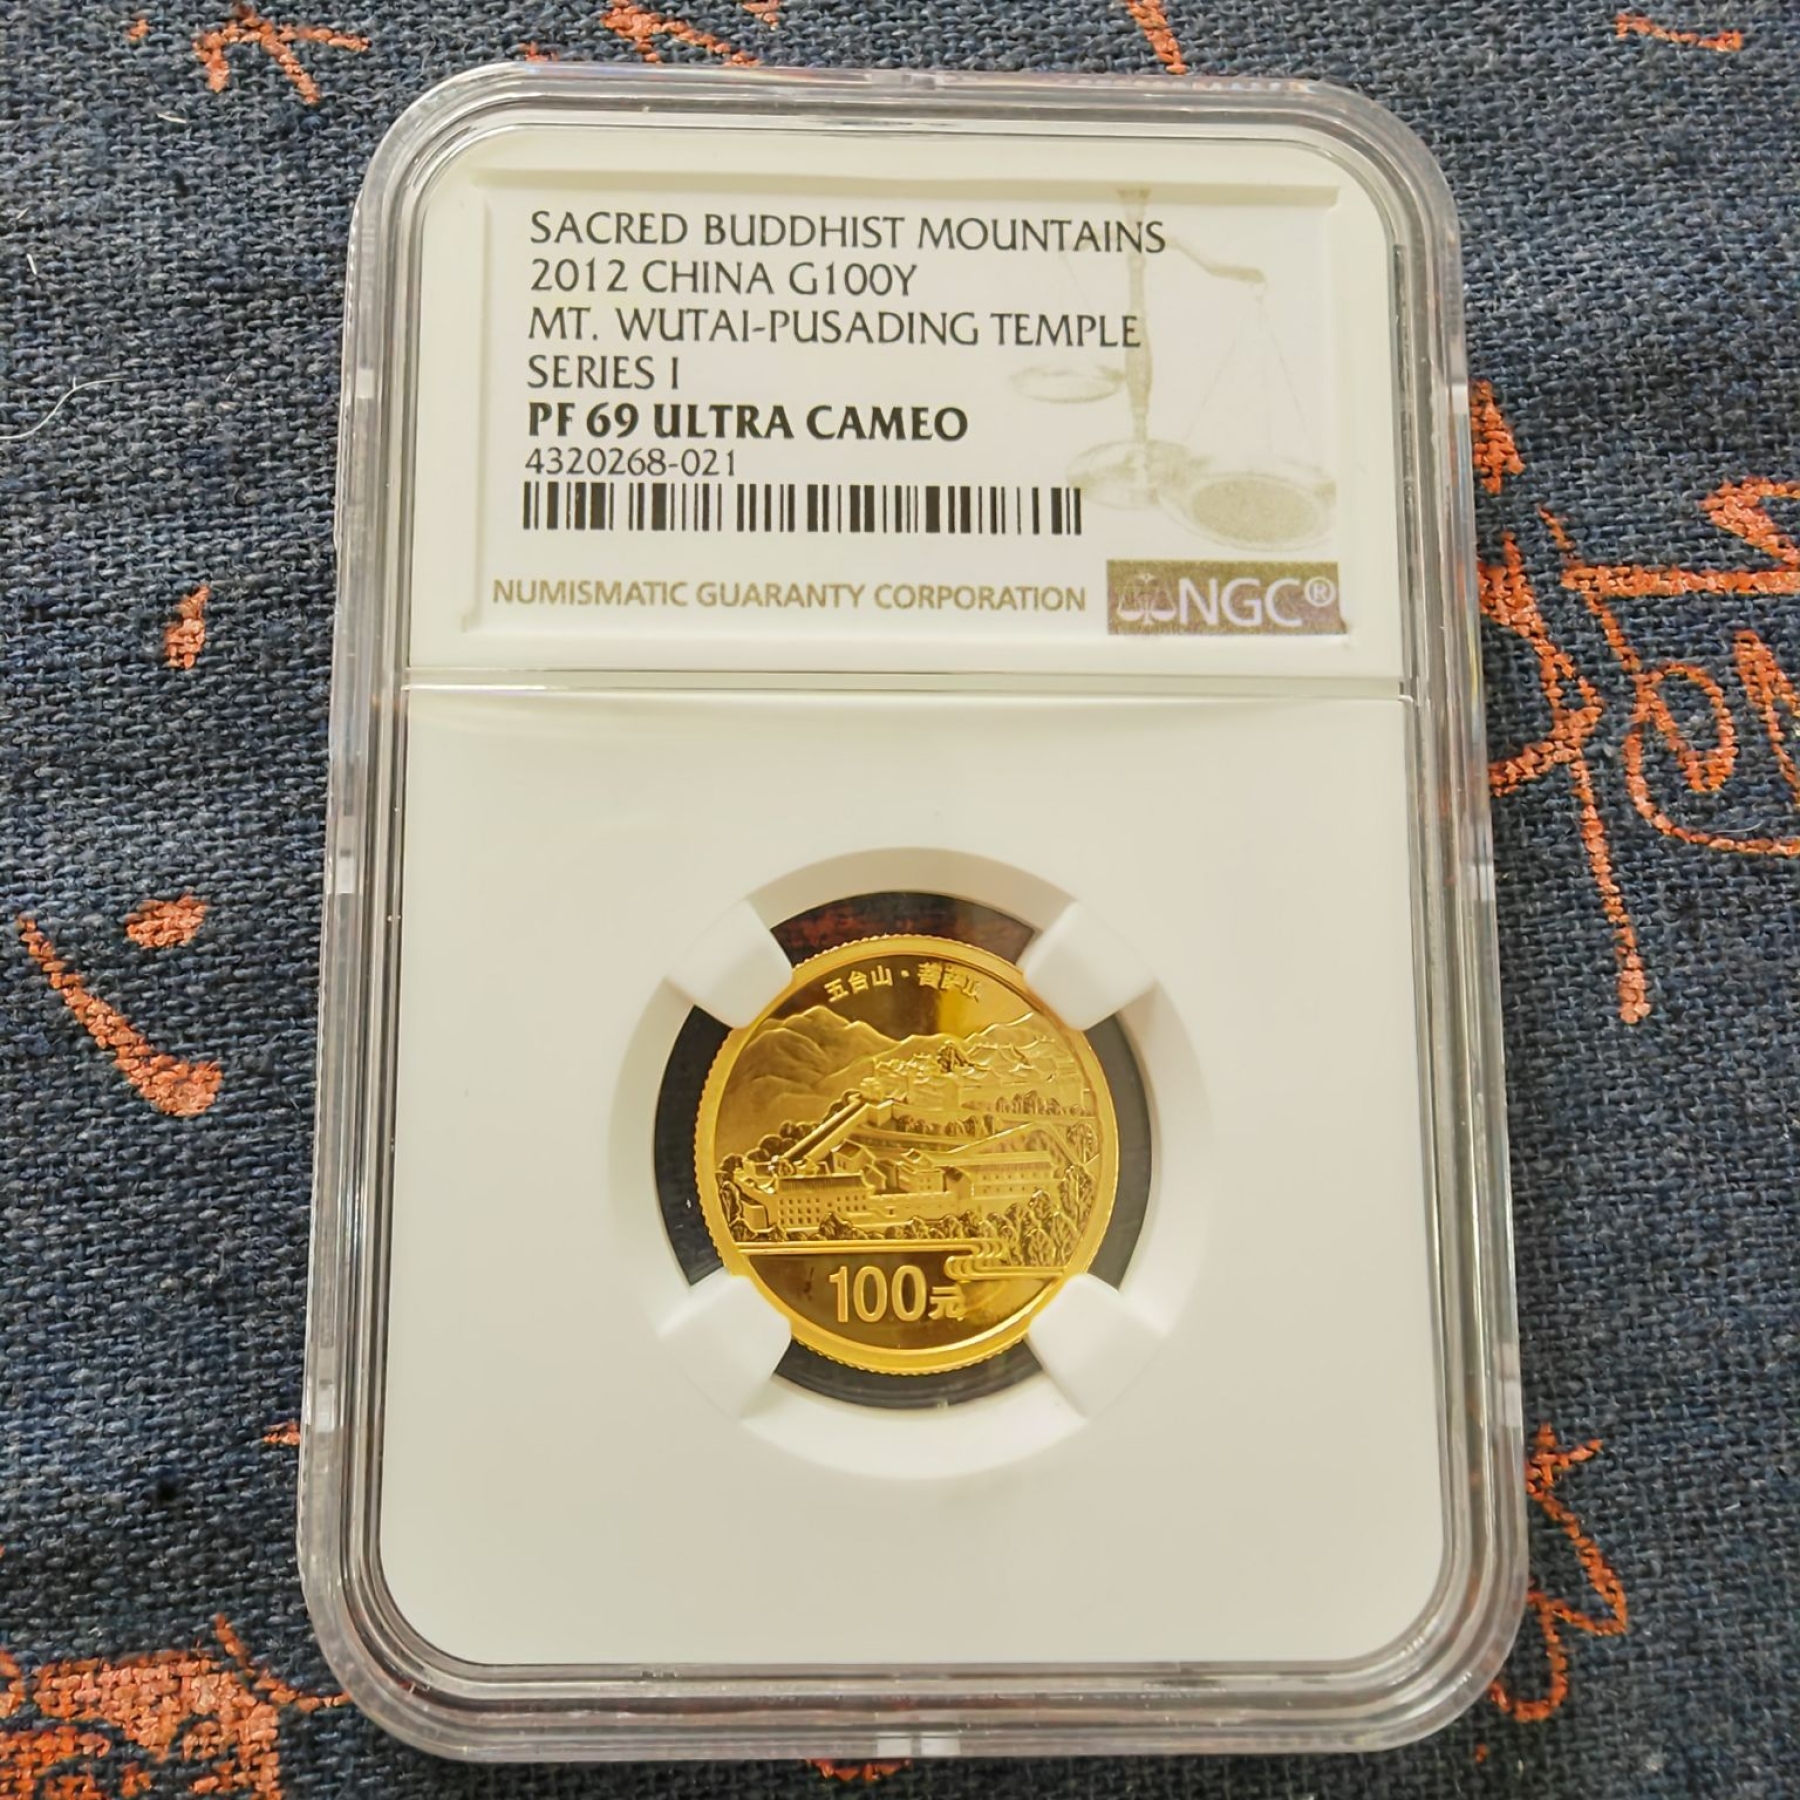 SACRED BUDDHIST MOUNTAINS
2012 CHINA G100Y
MT. WUTAI-PUSADING TEMPLE
SERIES I
PF 69 ULTRA CAMEO
4320268-021
NUMISMATIC GUARANTY CORPORATION
NGC®
五台山·菩萨顶
100元